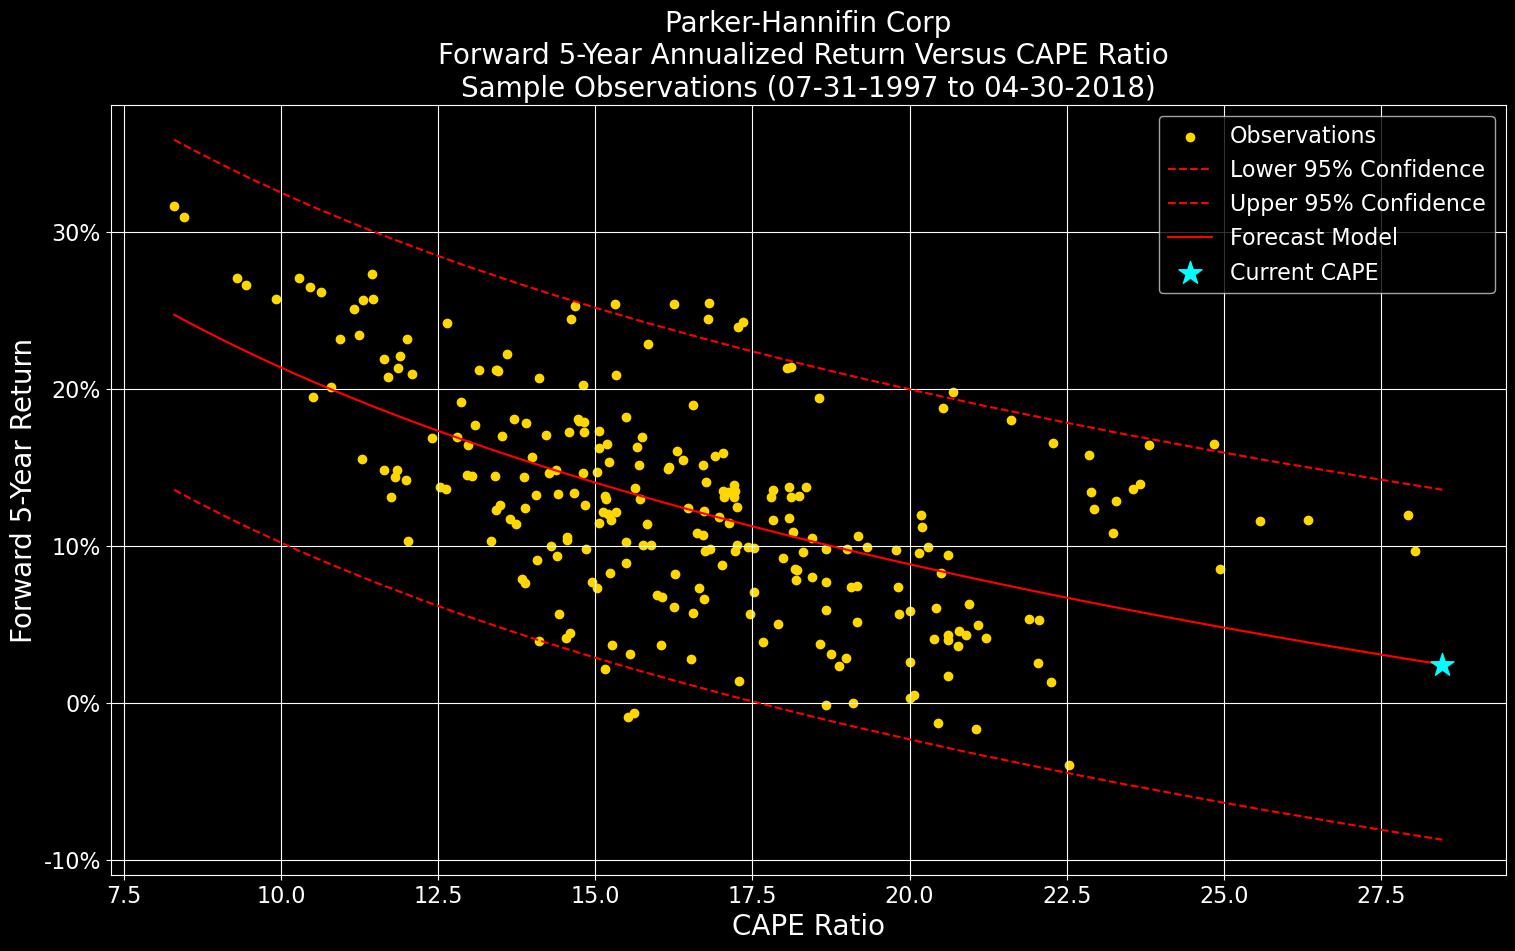 Parker-Hannifin Corp
Forward 5-Year Annualized Return Versus CAPE Ratio
Sample Observations (07-31-1997 to 04-30-2018)
Observations
Lower 95% Confidence
Upper 95% Confidence
Forecast Model
Current CAPE
Forward 5-Year Return
30%
20%
10%
0%
-10%
7.5 10.0 12.5 15.0 17.5 20.0 22.5 25.0 27.5
CAPE Ratio